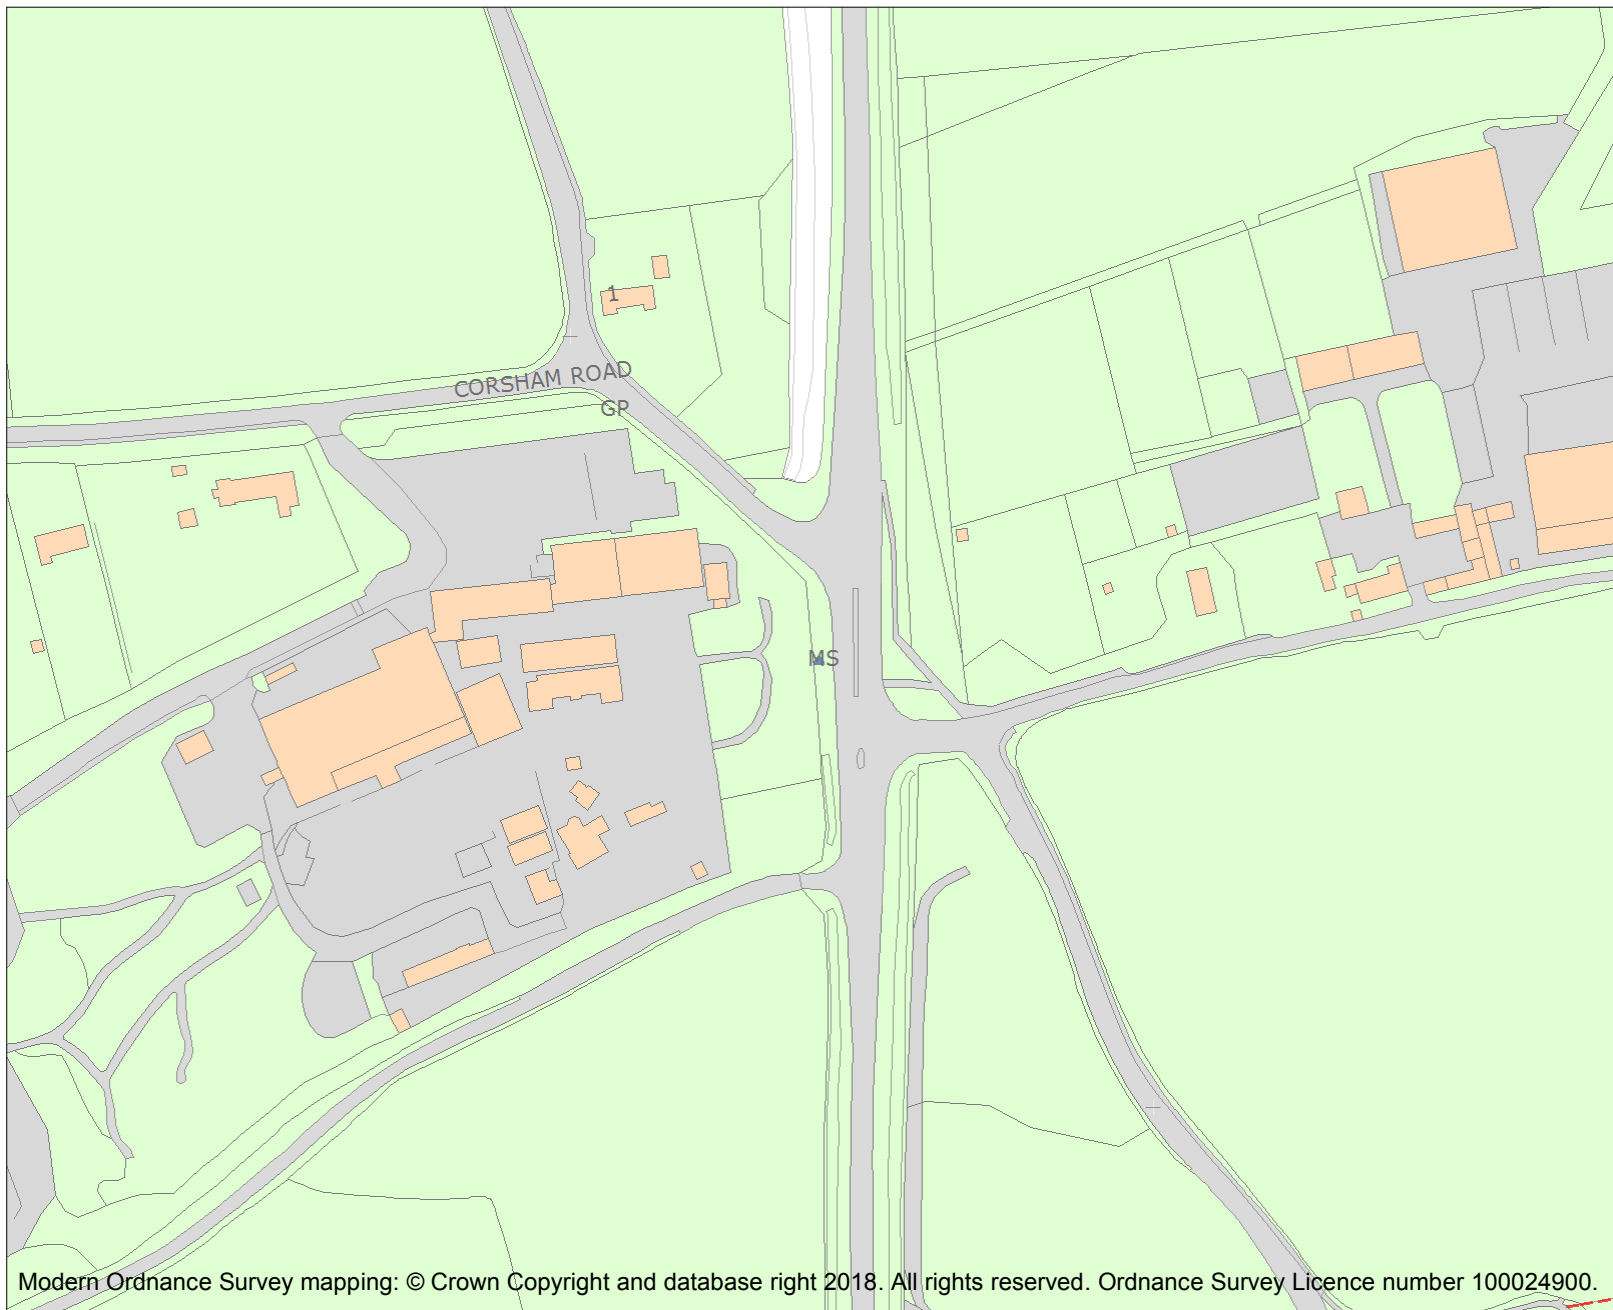 1
CORSHAM ROAD
GP
MS
Modern Ordnance Survey mapping: © Crown Copyright and database right 2018. All rights reserved. Ordnance Survey Licence number 100024900.